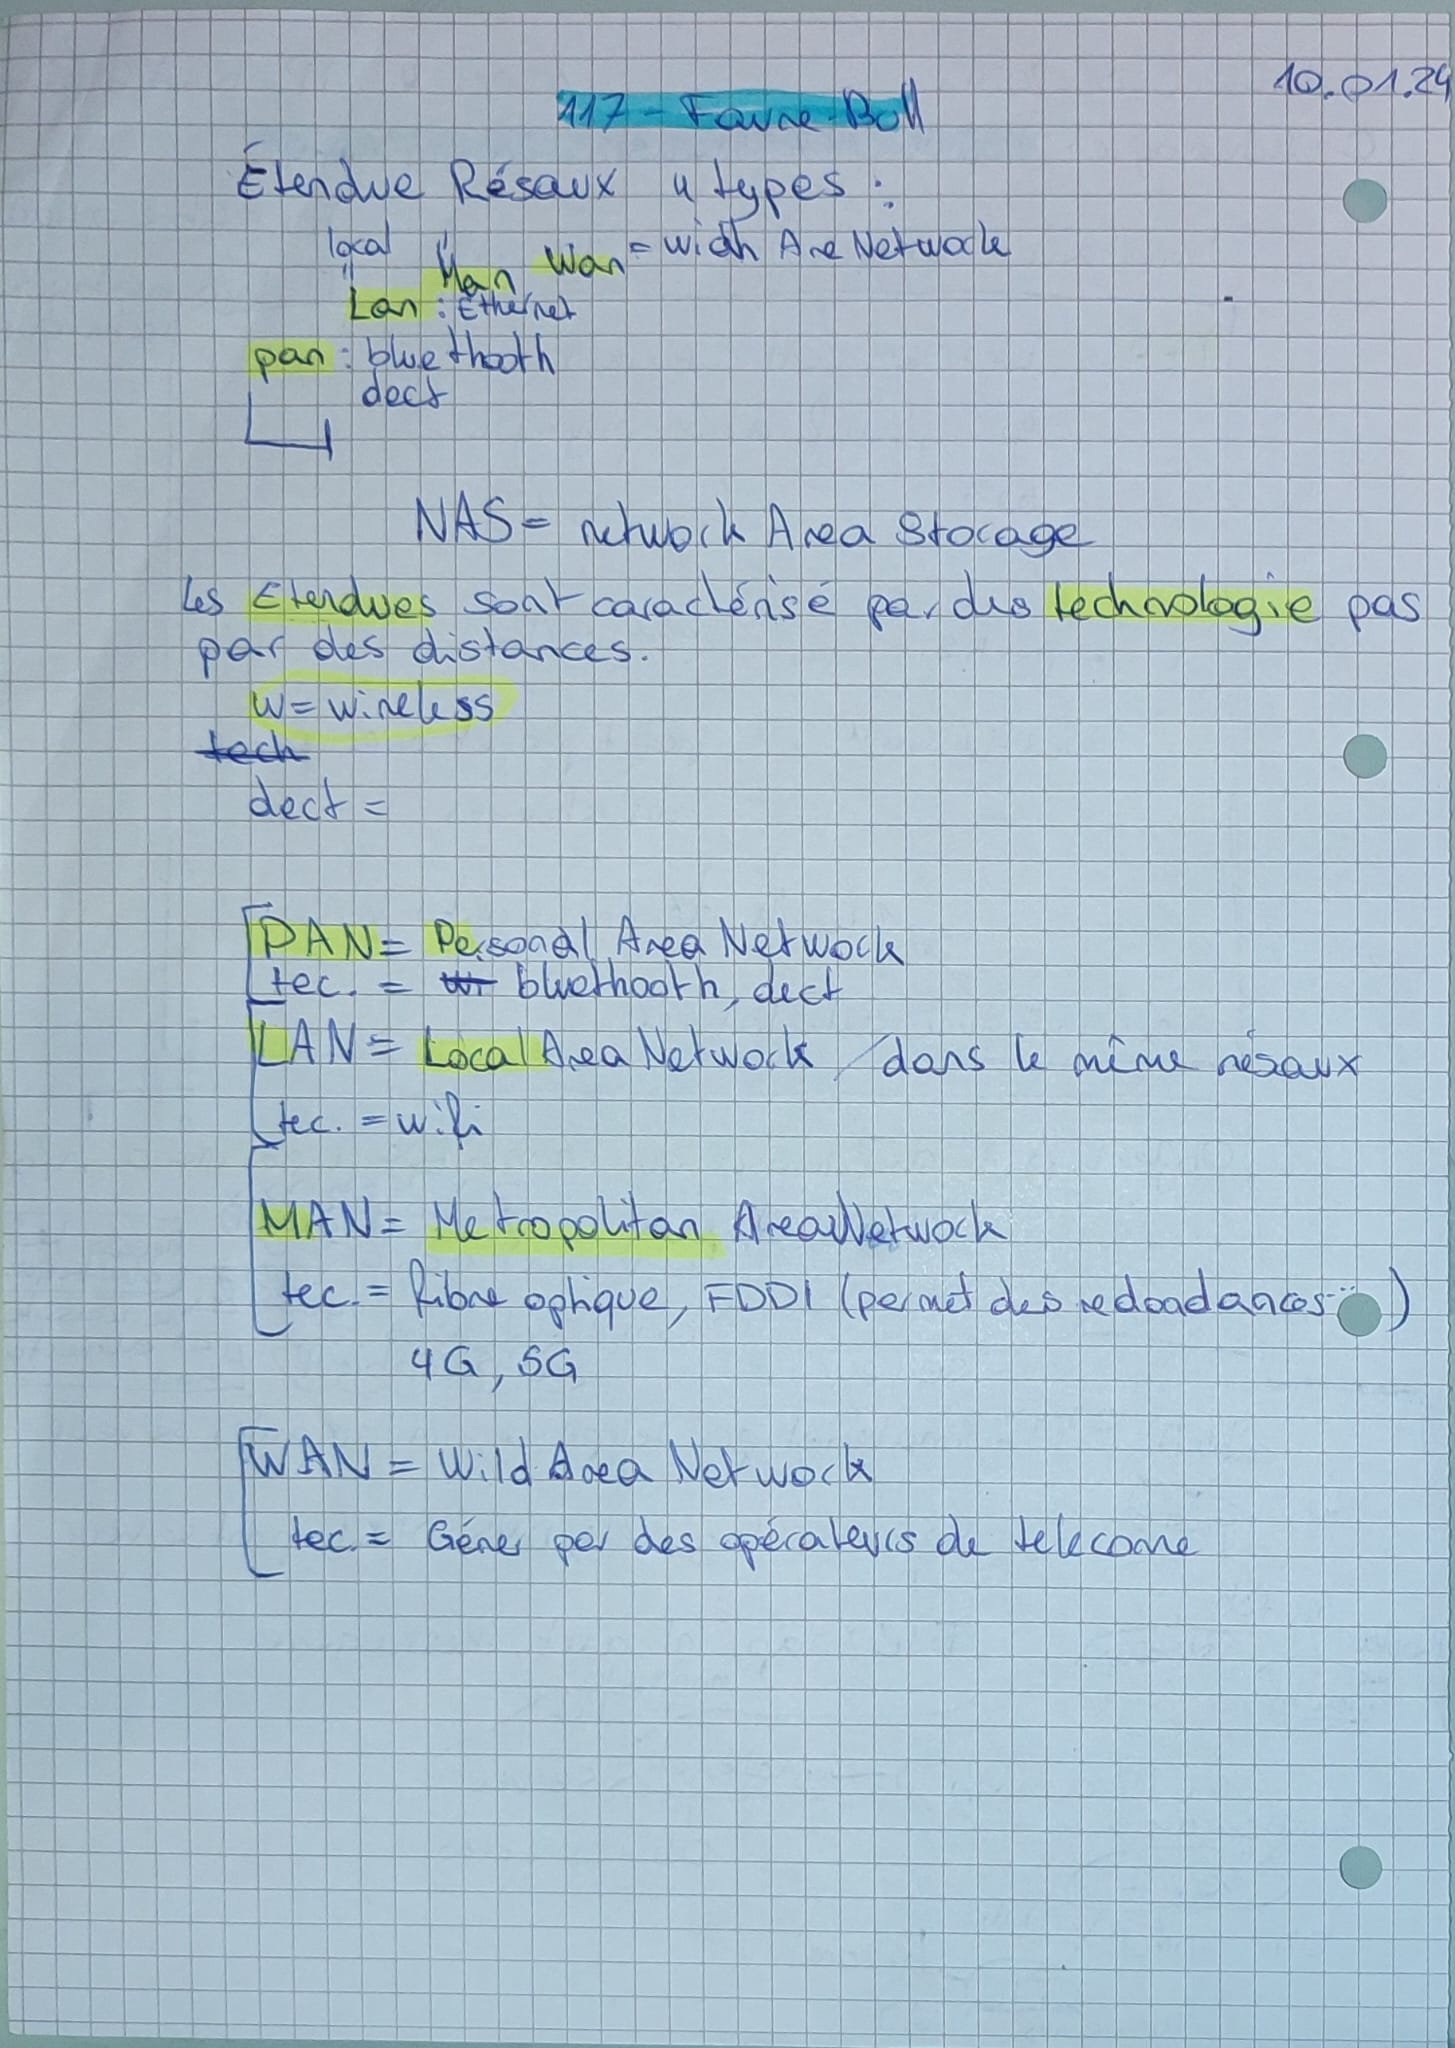 10.01.24
117 - Favre-Bull
Étendue Résaux 4 types :
local
"
" Man Wan = Widh Are Network
Lan : Ethernet
pan : bluethooth
dect
NAS = network Area Storage
Les Etendues sont caractérisé par des technologie pas
par des distances.
W = wireless
tech
dect =
PAN = Personal Area Network
tec. = bluethooth, dect
LAN = Local Area Network / dans le même résaux
tec. = wifi
MAN = Metropolitan Area Network
tec. = fibre optique, FDDI (permet des redondances...)
4G, 5G
WAN = Wild Area Network
tec. = Géner par des opérateurs de telecome